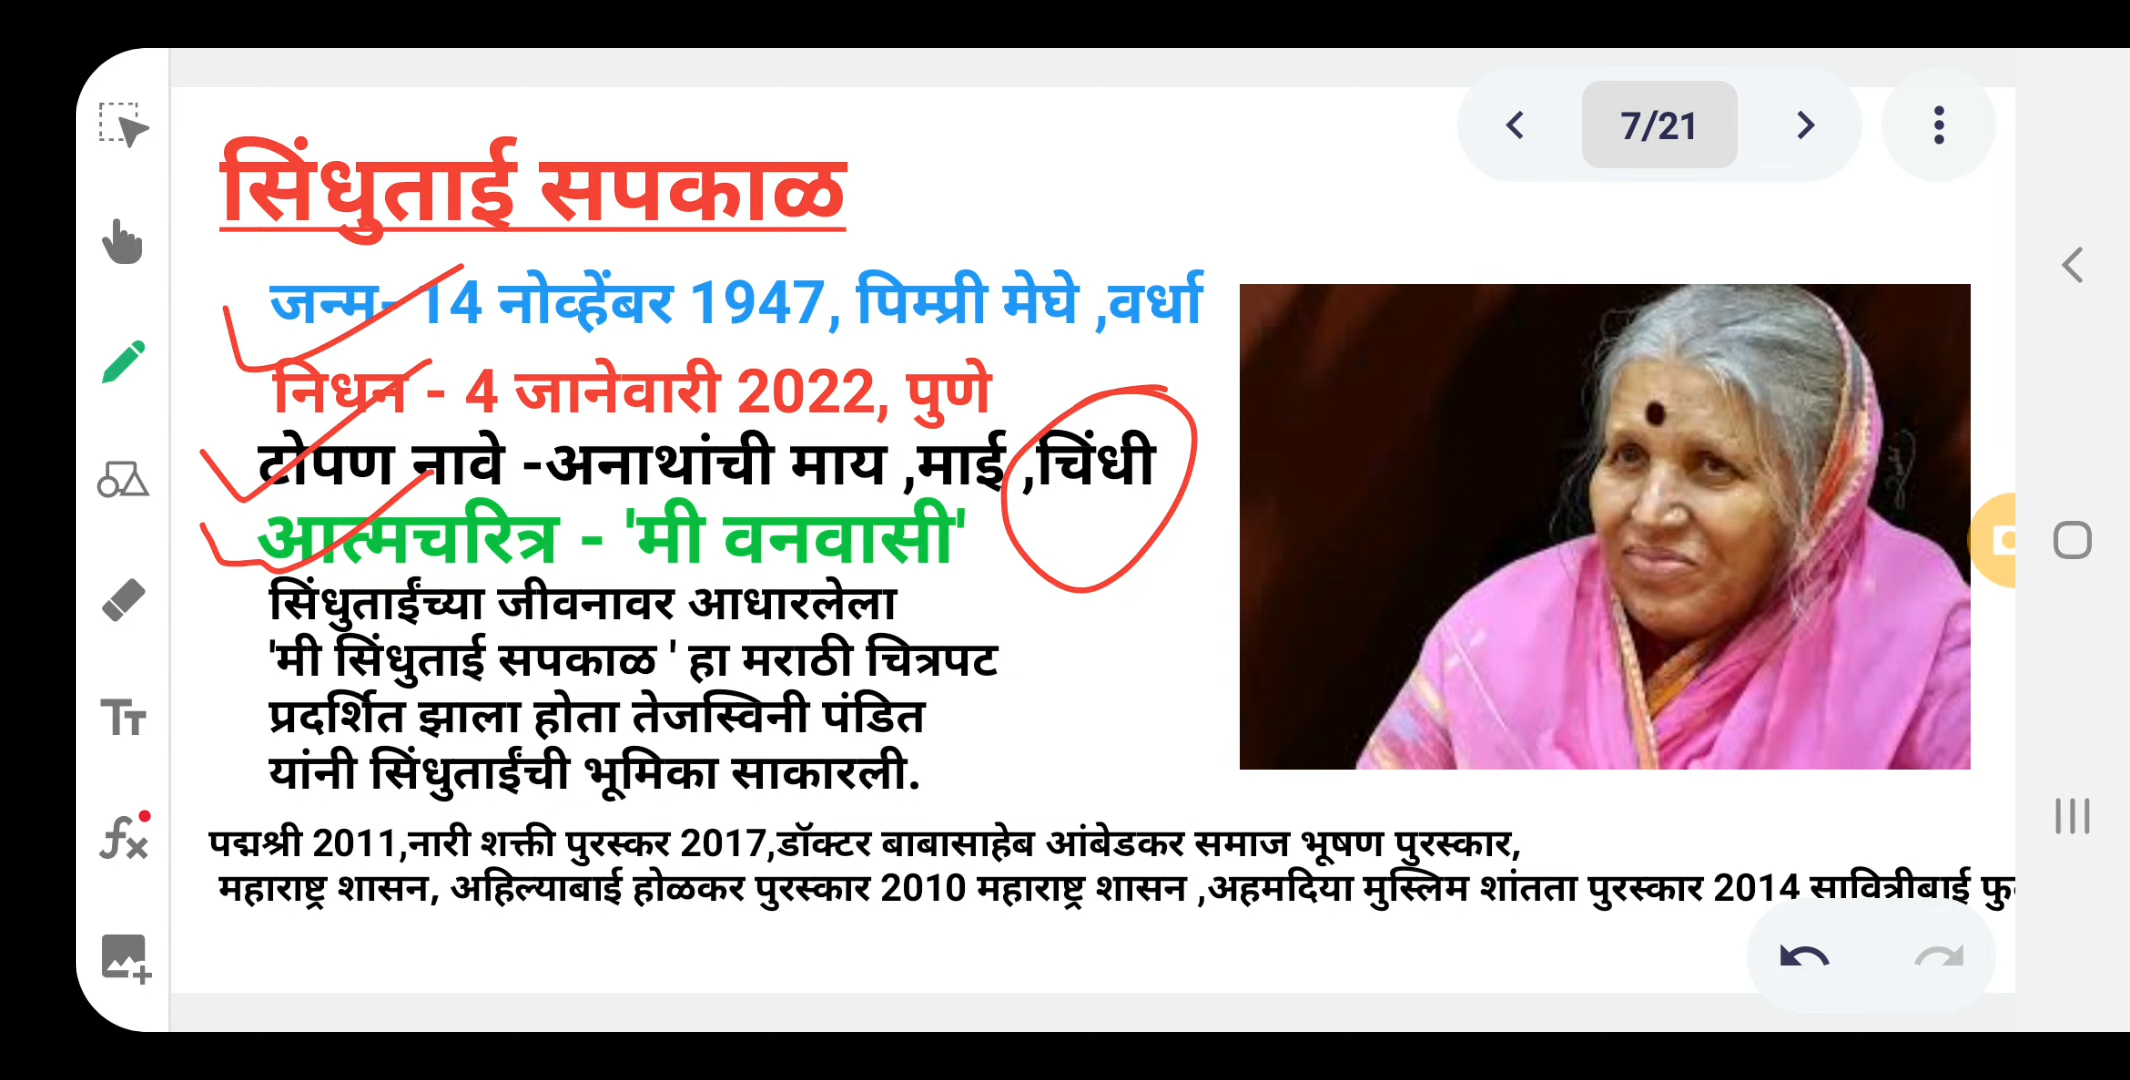 सिंधुताई सपकाळ
7/21
जन्म- 14 नोव्हेंबर 1947, पिम्प्री मेघे ,वर्धा
निधन - 4 जानेवारी 2022, पुणे
टोपण नावे -अनाथांची माय ,माई ,चिंधी
आत्मचरित्र - 'मी वनवासी'
सिंधुताईंच्या जीवनावर आधारलेला
'मी सिंधुताई सपकाळ ' हा मराठी चित्रपट
प्रदर्शित झाला होता तेजस्विनी पंडित
यांनी सिंधुताईंची भूमिका साकारली.
पद्मश्री 2011,नारी शक्ती पुरस्कर 2017,डॉक्टर बाबासाहेब आंबेडकर समाज भूषण पुरस्कार,
महाराष्ट्र शासन, अहिल्याबाई होळकर पुरस्कार 2010 महाराष्ट्र शासन ,अहमदिया मुस्लिम शांतता पुरस्कार 2014 सावित्रीबाई